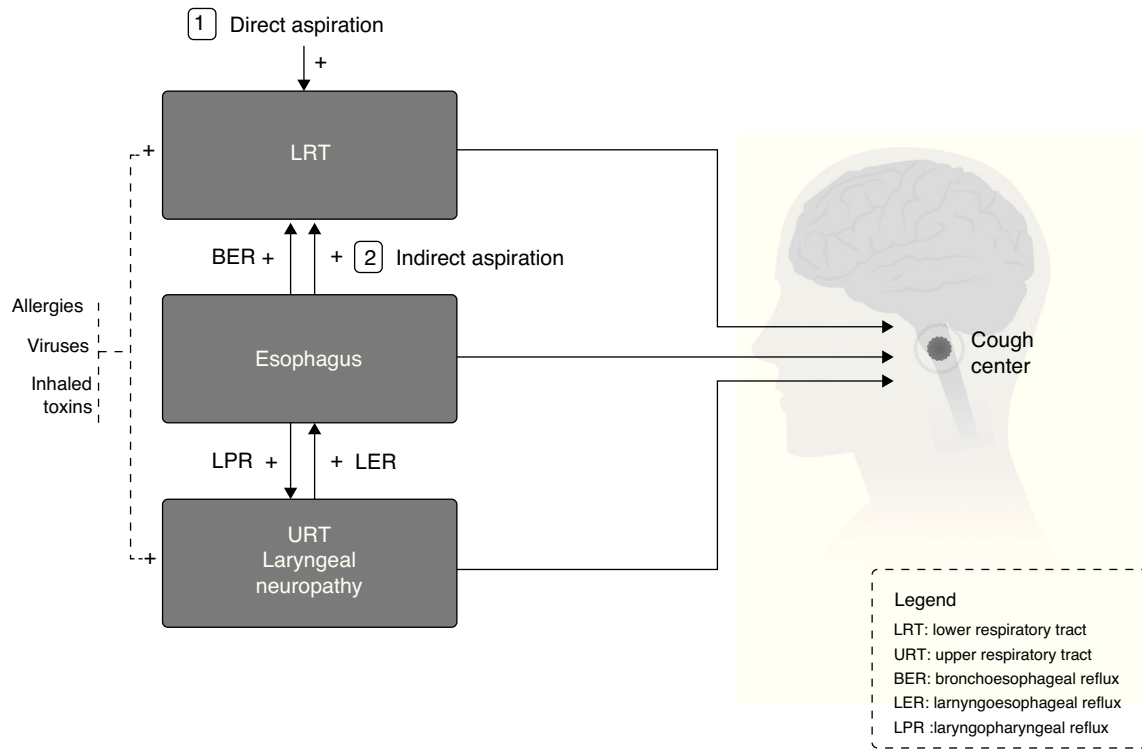 1 Direct aspiration
+
LRT
+
BER +
+ 2 Indirect aspiration
Allergies
Viruses
Inhaled
toxins
Esophagus
Cough
center
LPR +
+ LER
URT
Laryngeal
neuropathy
+
Legend
LRT: lower respiratory tract
URT: upper respiratory tract
BER: bronchoesophageal reflux
LER: larnyngoesophageal reflux
LPR :laryngopharyngeal reflux